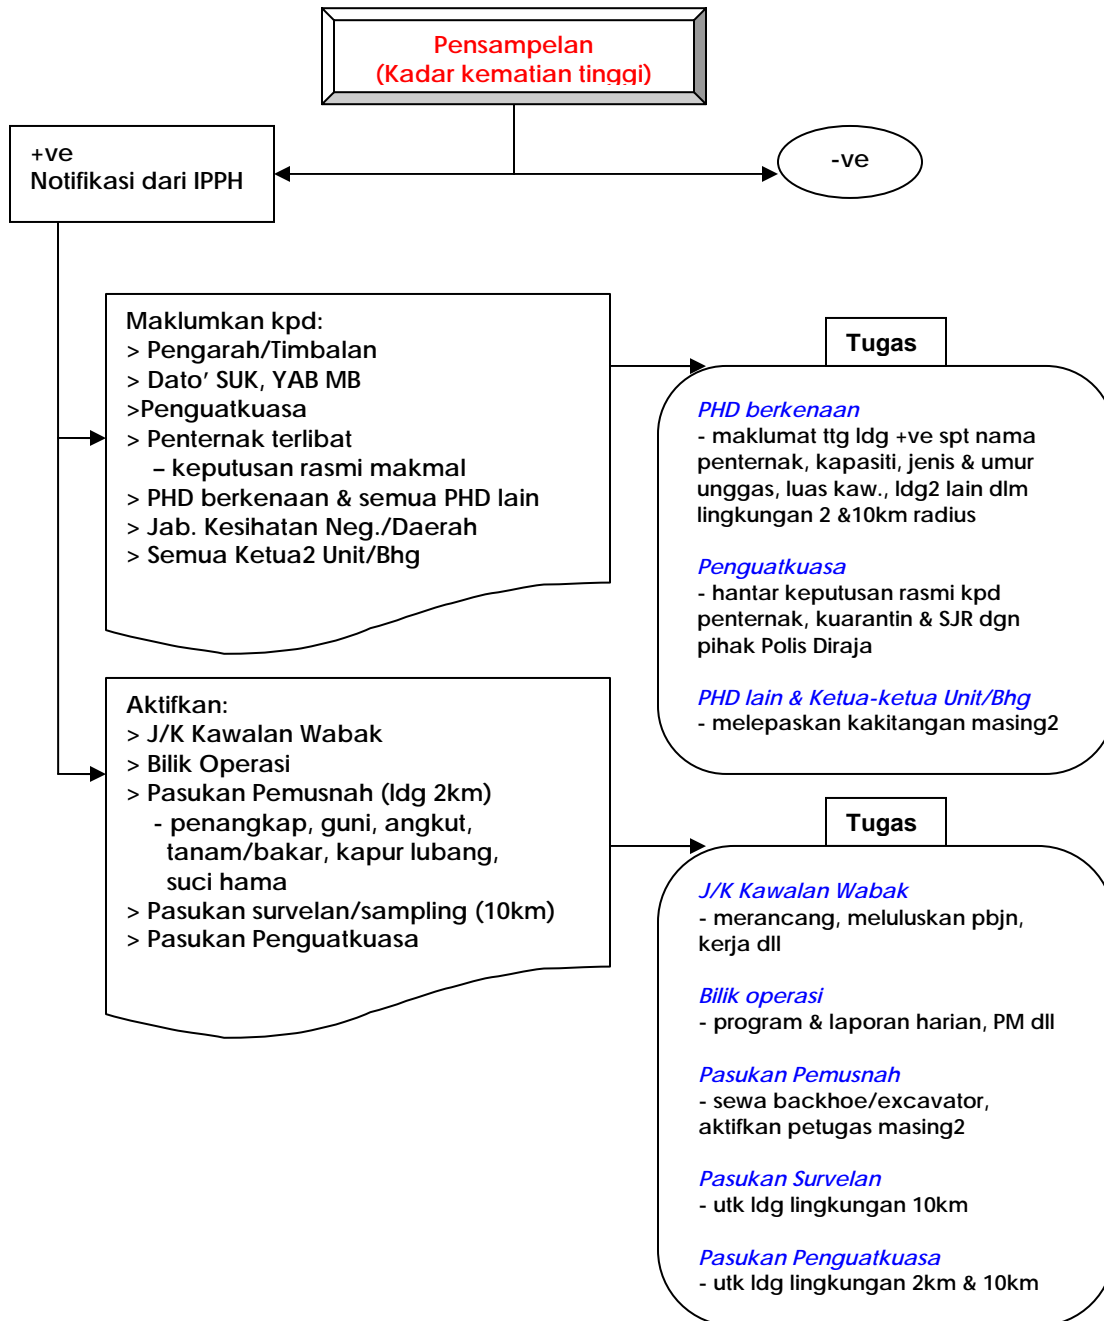 Pensampelan
(Kadar kematian tinggi)
+ve
Notifikasi dari IPPH
-ve
Maklumkan kpd:
> Pengarah/Timbalan
> Dato' SUK, YAB MB
>Penguatkuasa
> Penternak terlibat
– keputusan rasmi makmal
> PHD berkenaan & semua PHD lain
> Jab. Kesihatan Neg./Daerah
> Semua Ketua2 Unit/Bhg
Tugas
PHD berkenaan
- maklumat ttg ldg +ve spt nama
penternak, kapasiti, jenis & umur
unggas, luas kaw., ldg2 lain dlm
lingkungan 2 &10km radius
Penguatkuasa
- hantar keputusan rasmi kpd
penternak, kuarantin & SJR dgn
pihak Polis Diraja
PHD lain & Ketua-ketua Unit/Bhg
- melepaskan kakitangan masing2
Aktifkan:
> J/K Kawalan Wabak
> Bilik Operasi
> Pasukan Pemusnah (ldg 2km)
- penangkap, guni, angkut,
tanam/bakar, kapur lubang,
suci hama
> Pasukan survelan/sampling (10km)
> Pasukan Penguatkuasa
Tugas
J/K Kawalan Wabak
- merancang, meluluskan pbjn,
kerja dll
Bilik operasi
- program & laporan harian, PM dll
Pasukan Pemusnah
- sewa backhoe/excavator,
aktifkan petugas masing2
Pasukan Survelan
- utk ldg lingkungan 10km
Pasukan Penguatkuasa
- utk ldg lingkungan 2km & 10km